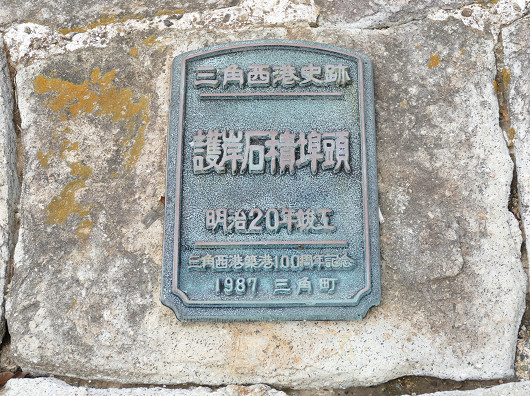 三角西港史跡
護岸石積埠頭
明治20年竣工
三角西港築港100周年記念
1987 三角町